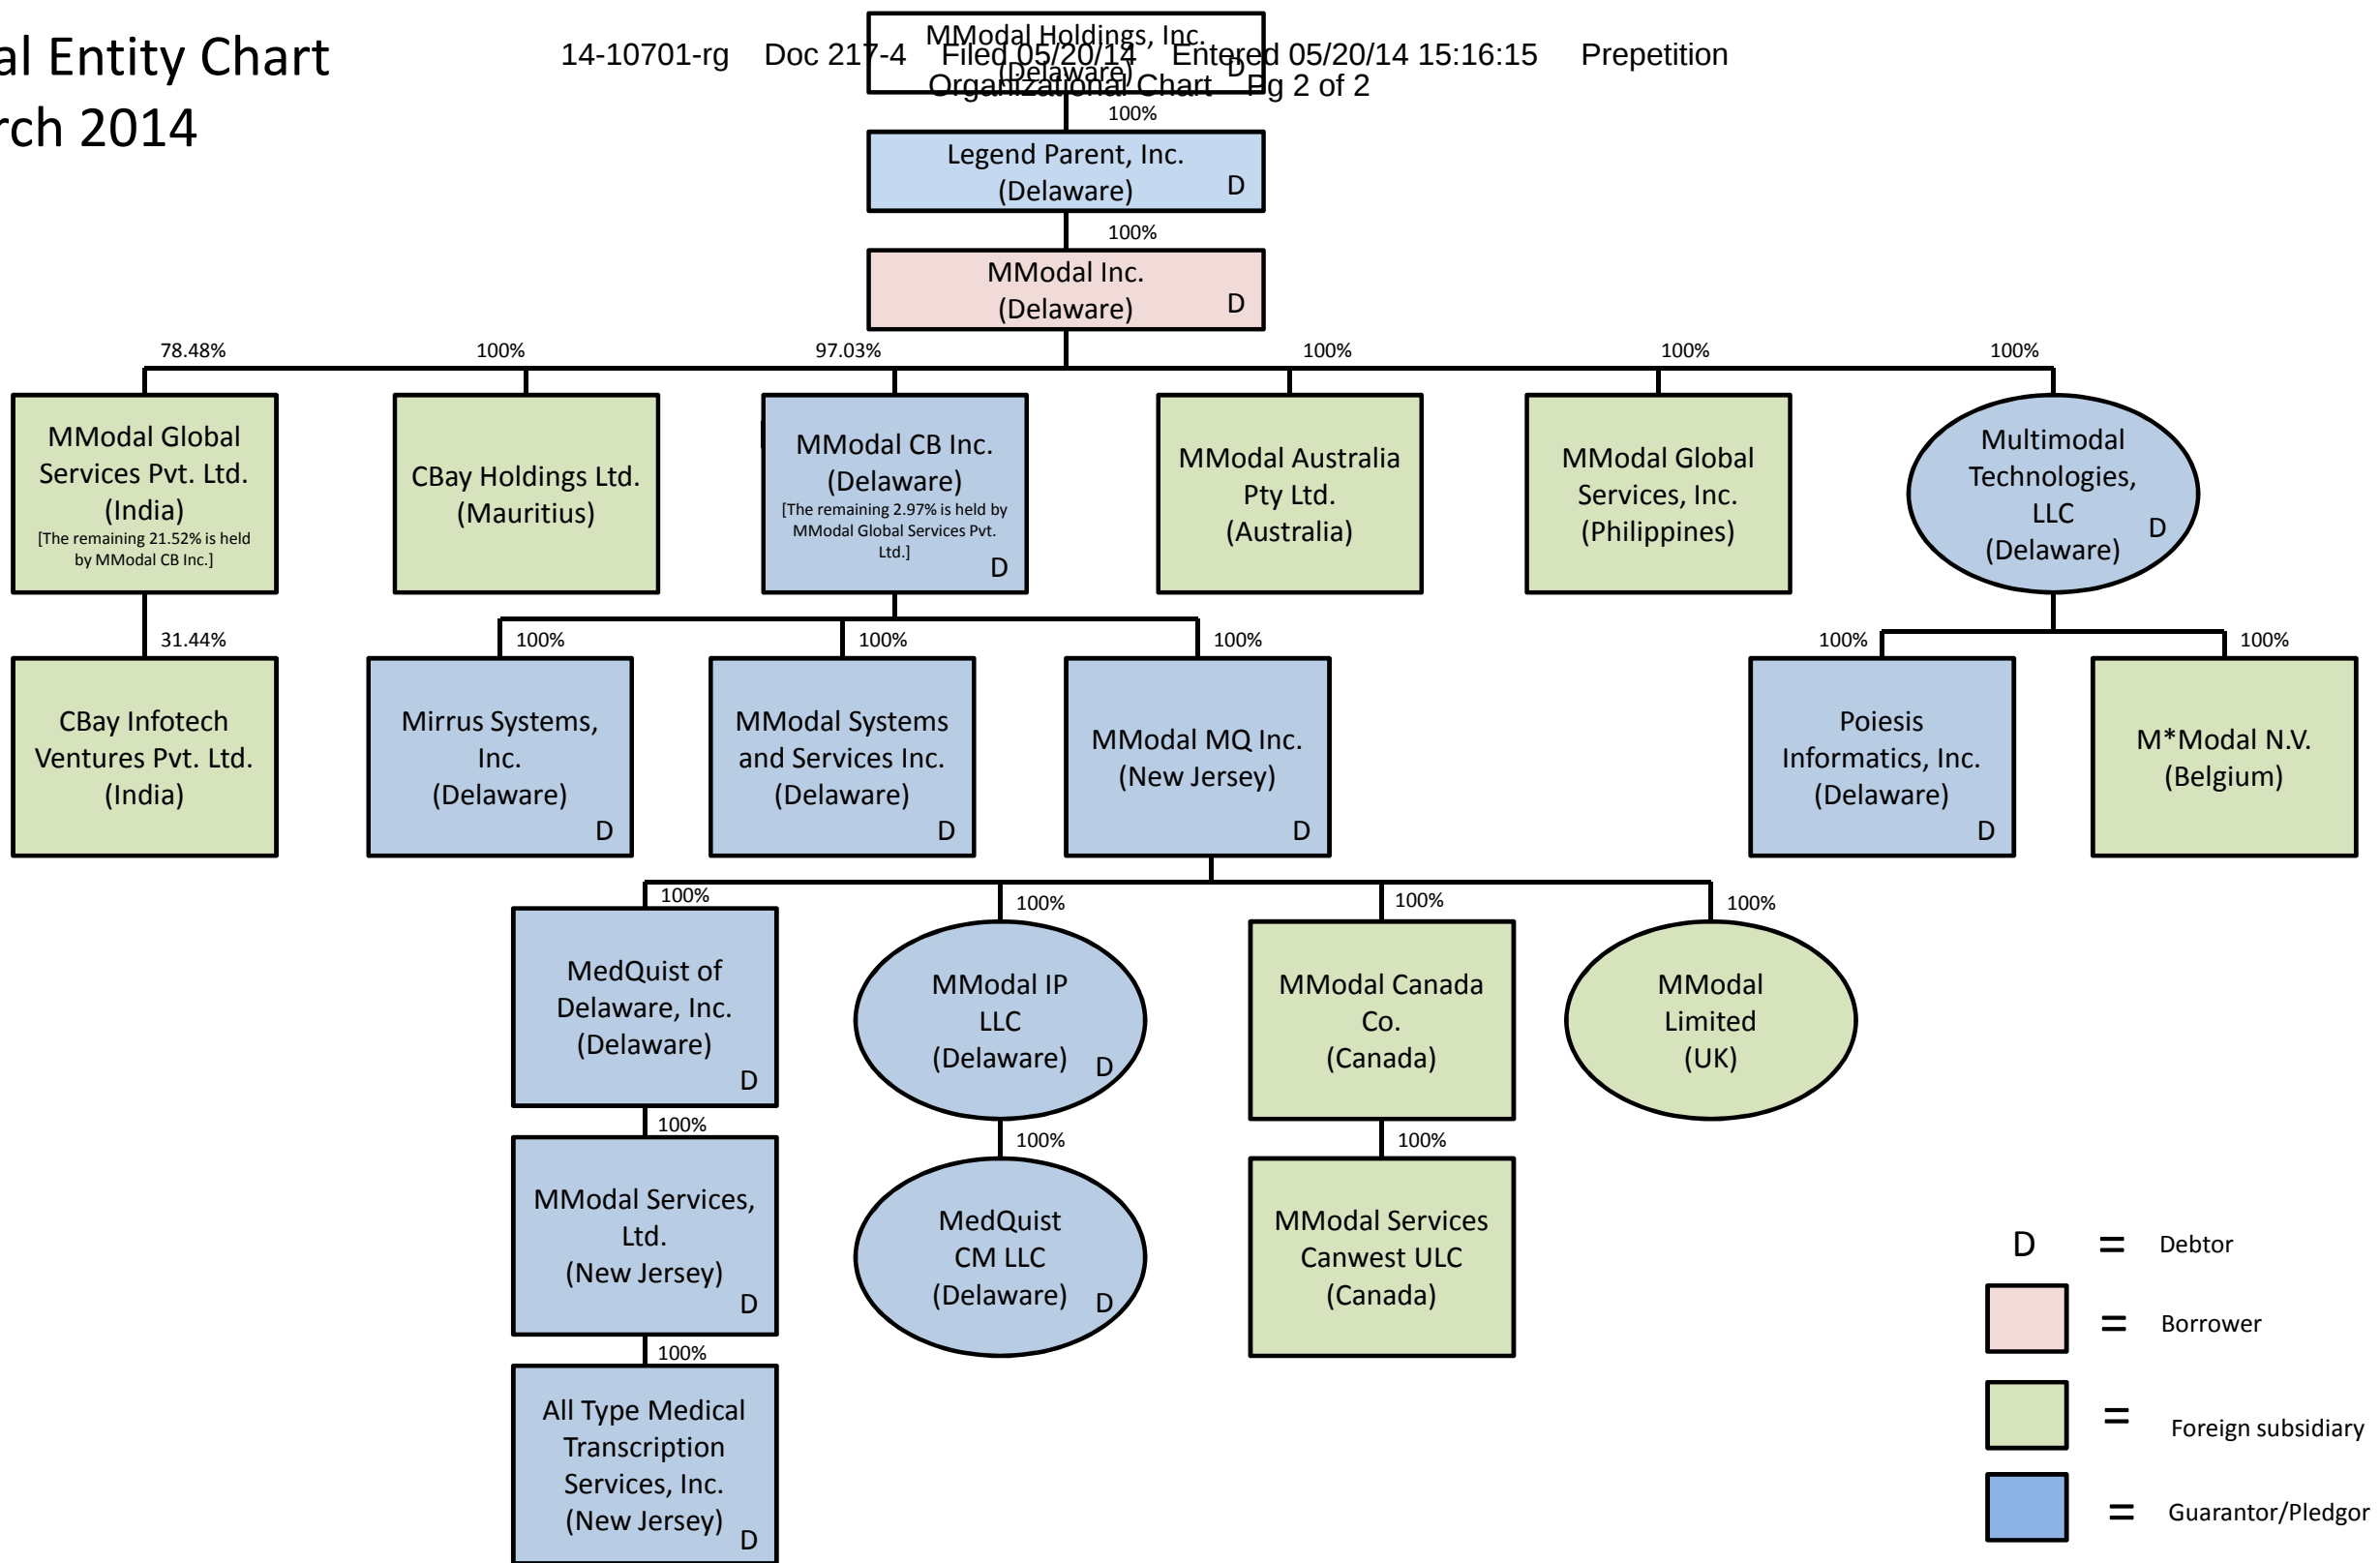 al Entity Chart
rch 2014
14-10701-rg Doc 217-4 Filed 05/20/14 Entered 05/20/14 15:16:15 Prepetition
Organizational Chart Pg 2 of 2
MModal Holdings, Inc.
(Delaware)
D
100%
Legend Parent, Inc.
(Delaware)
D
100%
MModal Inc.
(Delaware)
D
78.48%
100%
97.03%
100%
100%
100%
MModal Global
Services Pvt. Ltd.
(India)
[The remaining 21.52% is held
by MModal CB Inc.]
CBay Holdings Ltd.
(Mauritius)
MModal CB Inc.
(Delaware)
[The remaining 2.97% is held by
MModal Global Services Pvt.
Ltd.]
D
MModal Australia
Pty Ltd.
(Australia)
MModal Global
Services, Inc.
(Philippines)
Multimodal
Technologies,
LLC
(Delaware)
D
31.44%
100%
100%
100%
100%
100%
CBay Infotech
Ventures Pvt. Ltd.
(India)
Mirrus Systems,
Inc.
(Delaware)
D
MModal Systems
and Services Inc.
(Delaware)
D
MModal MQ Inc.
(New Jersey)
D
Poiesis
Informatics, Inc.
(Delaware)
D
M*Modal N.V.
(Belgium)
100%
100%
100%
100%
MedQuist of
Delaware, Inc.
(Delaware)
D
MModal IP
LLC
(Delaware)
D
MModal Canada
Co.
(Canada)
MModal
Limited
(UK)
100%
100%
100%
MModal Services,
Ltd.
(New Jersey)
D
MedQuist
CM LLC
(Delaware)
D
MModal Services
Canwest ULC
(Canada)
100%
All Type Medical
Transcription
Services, Inc.
(New Jersey)
D
D = Debtor
= Borrower
= Foreign subsidiary
= Guarantor/Pledgor